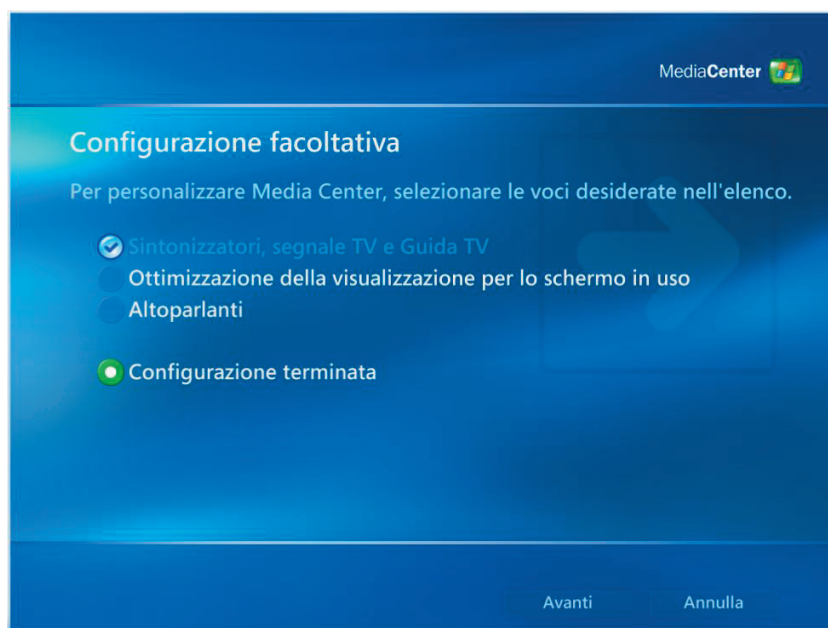 MediaCenter
Configurazione facoltativa
Per personalizzare Media Center, selezionare le voci desiderate nell'elenco.
Sintonizzatori, segnale TV e Guida TV
Ottimizzazione della visualizzazione per lo schermo in uso
Altoparlanti
Configurazione terminata
Avanti Annulla